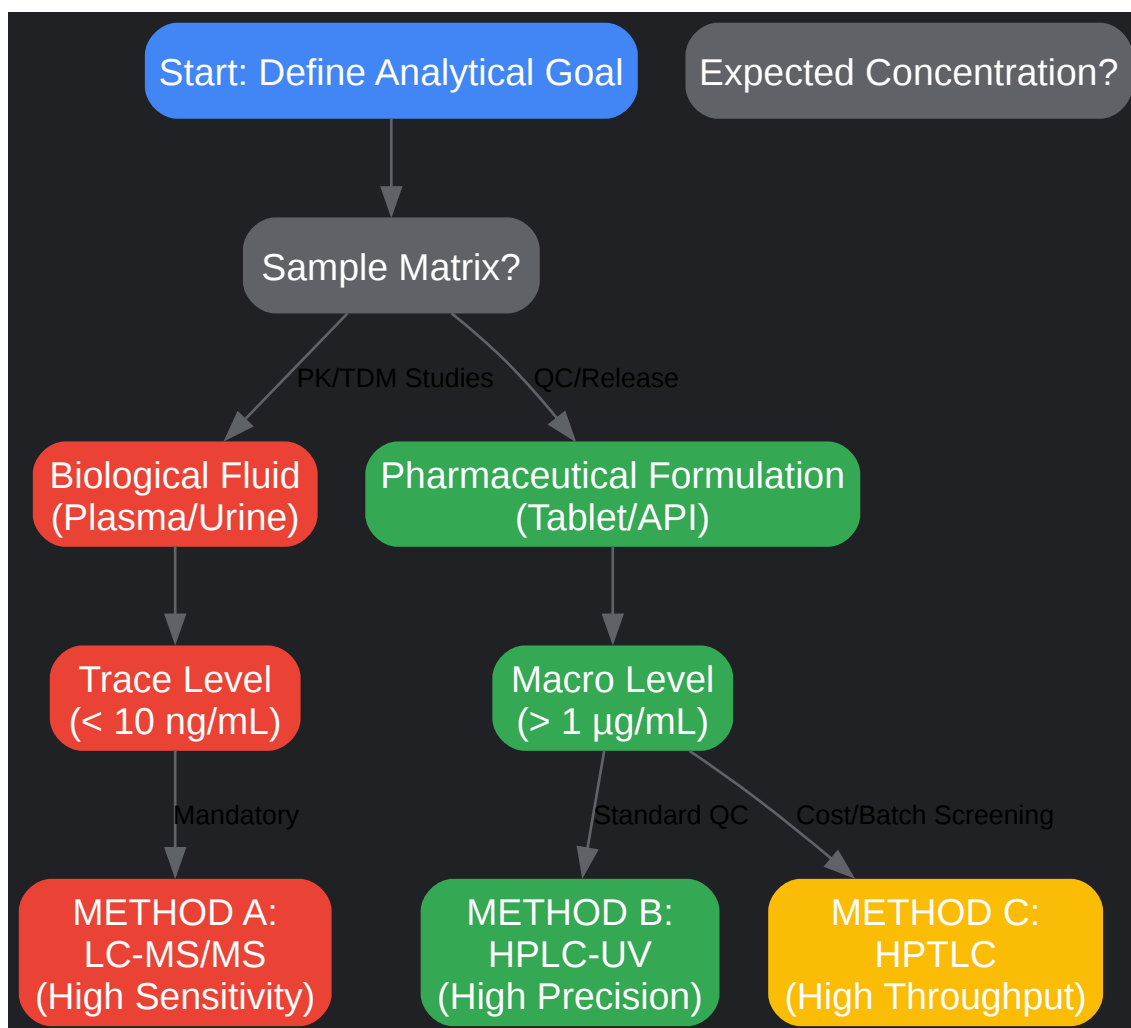 Start: Define Analytical Goal
Expected Concentration?
Sample Matrix?
PK/TDM Studies
QC/Release
Biological Fluid
(Plasma/Urine)
Pharmaceutical Formulation
(Tablet/API)
Trace Level
(< 10 ng/mL)
Macro Level
(> 1 µg/mL)
Mandatory
Standard QC
Cost/Batch Screening
METHOD A:
LC-MS/MS
(High Sensitivity)
METHOD B:
HPLC-UV
(High Precision)
METHOD C:
HPTLC
(High Throughput)